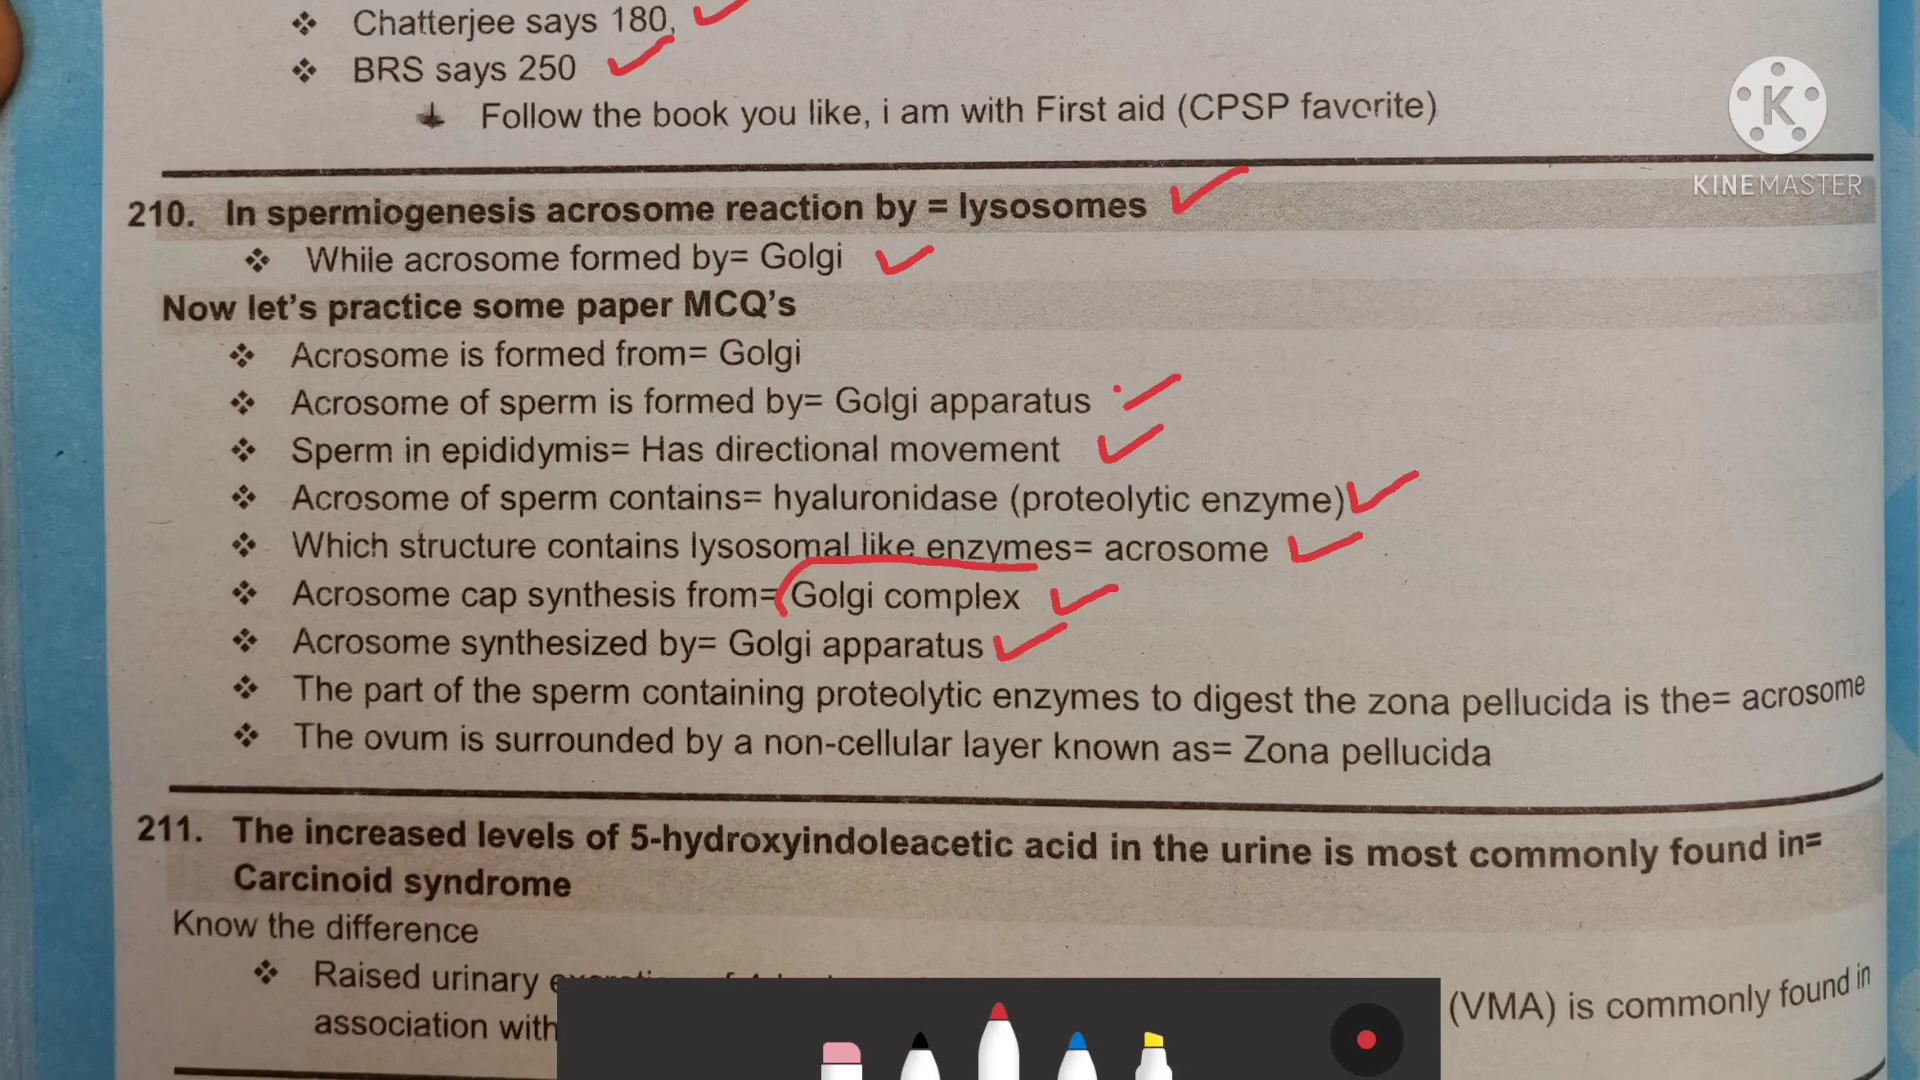 Chatterjee says 180,
BRS says 250
Follow the book you like, i am with First aid (CPSP favorite)
K
KINEMASTER
210. In spermiogenesis acrosome reaction by = lysosomes
While acrosome formed by= Golgi
Now let's practice some paper MCQ's
Acrosome is formed from= Golgi
Acrosome of sperm is formed by= Golgi apparatus
Sperm in epididymis= Has directional movement
Acrosome of sperm contains= hyaluronidase (proteolytic enzyme)
Which structure contains lysosomal like enzymes= acrosome
Acrosome cap synthesis from= Golgi complex
Acrosome synthesized by= Golgi apparatus
The part of the sperm containing proteolytic enzymes to digest the zona pellucida is the= acrosome
The ovum is surrounded by a non-cellular layer known as= Zona pellucida
211. The increased levels of 5-hydroxyindoleacetic acid in the urine is most commonly found in=
Carcinoid syndrome
Know the difference
Raised urinary (VMA) is commonly found in
association with